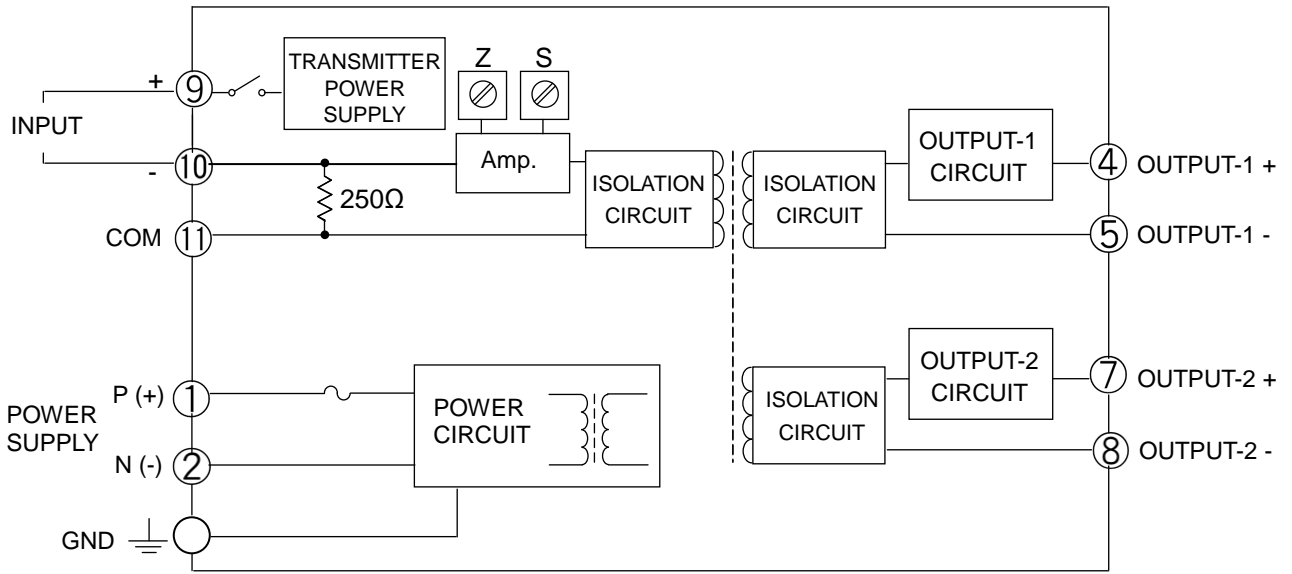 TRANSMITTER
POWER
SUPPLY
Z
S
+
9
INPUT
-
10
Amp.
250Ω
COM
11
ISOLATION
CIRCUIT
ISOLATION
CIRCUIT
OUTPUT-1
CIRCUIT
4
OUTPUT-1 +
5
OUTPUT-1 -
P (+)
1
POWER
SUPPLY
N (-)
2
POWER
CIRCUIT
GND
ISOLATION
CIRCUIT
OUTPUT-2
CIRCUIT
7
OUTPUT-2 +
8
OUTPUT-2 -